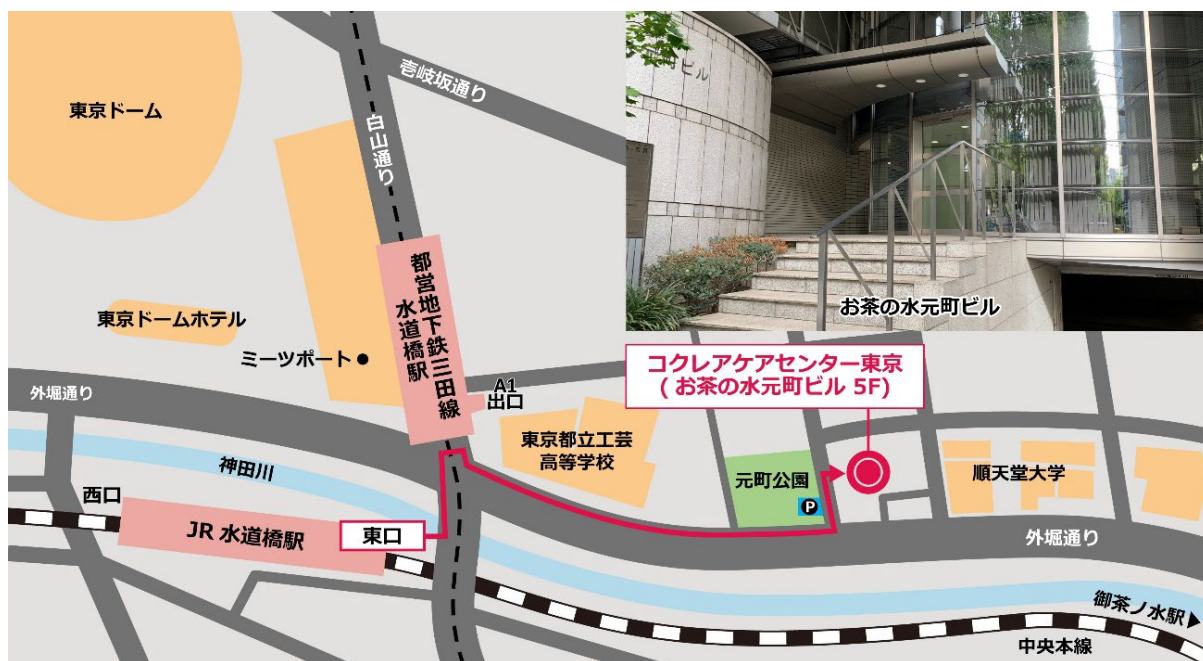 東京ドーム
壱岐坂通り
白山通り
ビル
お茶の水元町ビル
都営地下鉄三田線
水道橋駅
東京ドームホテル
ミーツポート
外堀通り
A1
出口
コクレアケアセンター東京
( お茶の水元町ビル 5F)
東京都立工芸
高等学校
元町公園
P
順天堂大学
神田川
西口
JR 水道橋駅
東口
外堀通り
御茶ノ水駅
中央本線